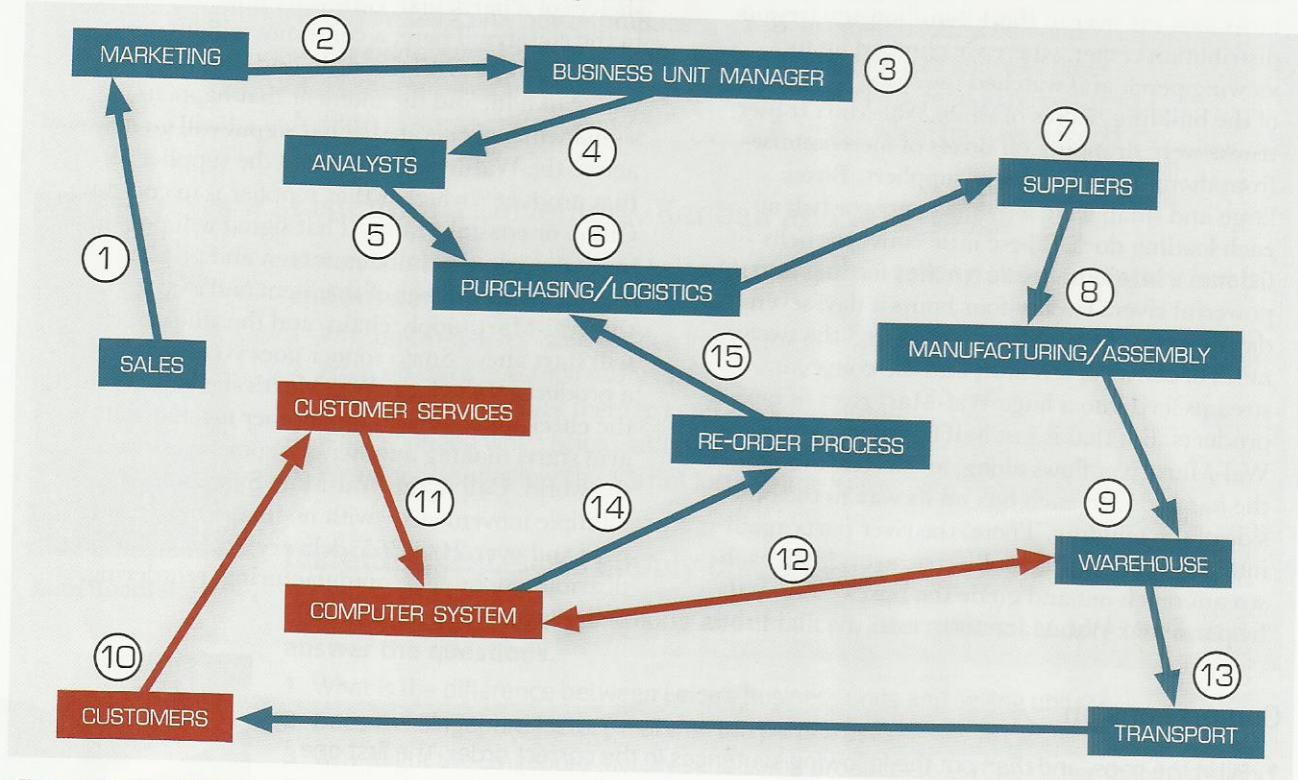 MARKETING
2
BUSINESS UNIT MANAGER
3
ANALYSTS
4
7
SUPPLIERS
1
5
6
PURCHASING/LOGISTICS
8
MANUFACTURING/ASSEMBLY
SALES
15
CUSTOMER SERVICES
RE-ORDER PROCESS
11
14
9
WAREHOUSE
12
COMPUTER SYSTEM
10
13
CUSTOMERS
TRANSPORT